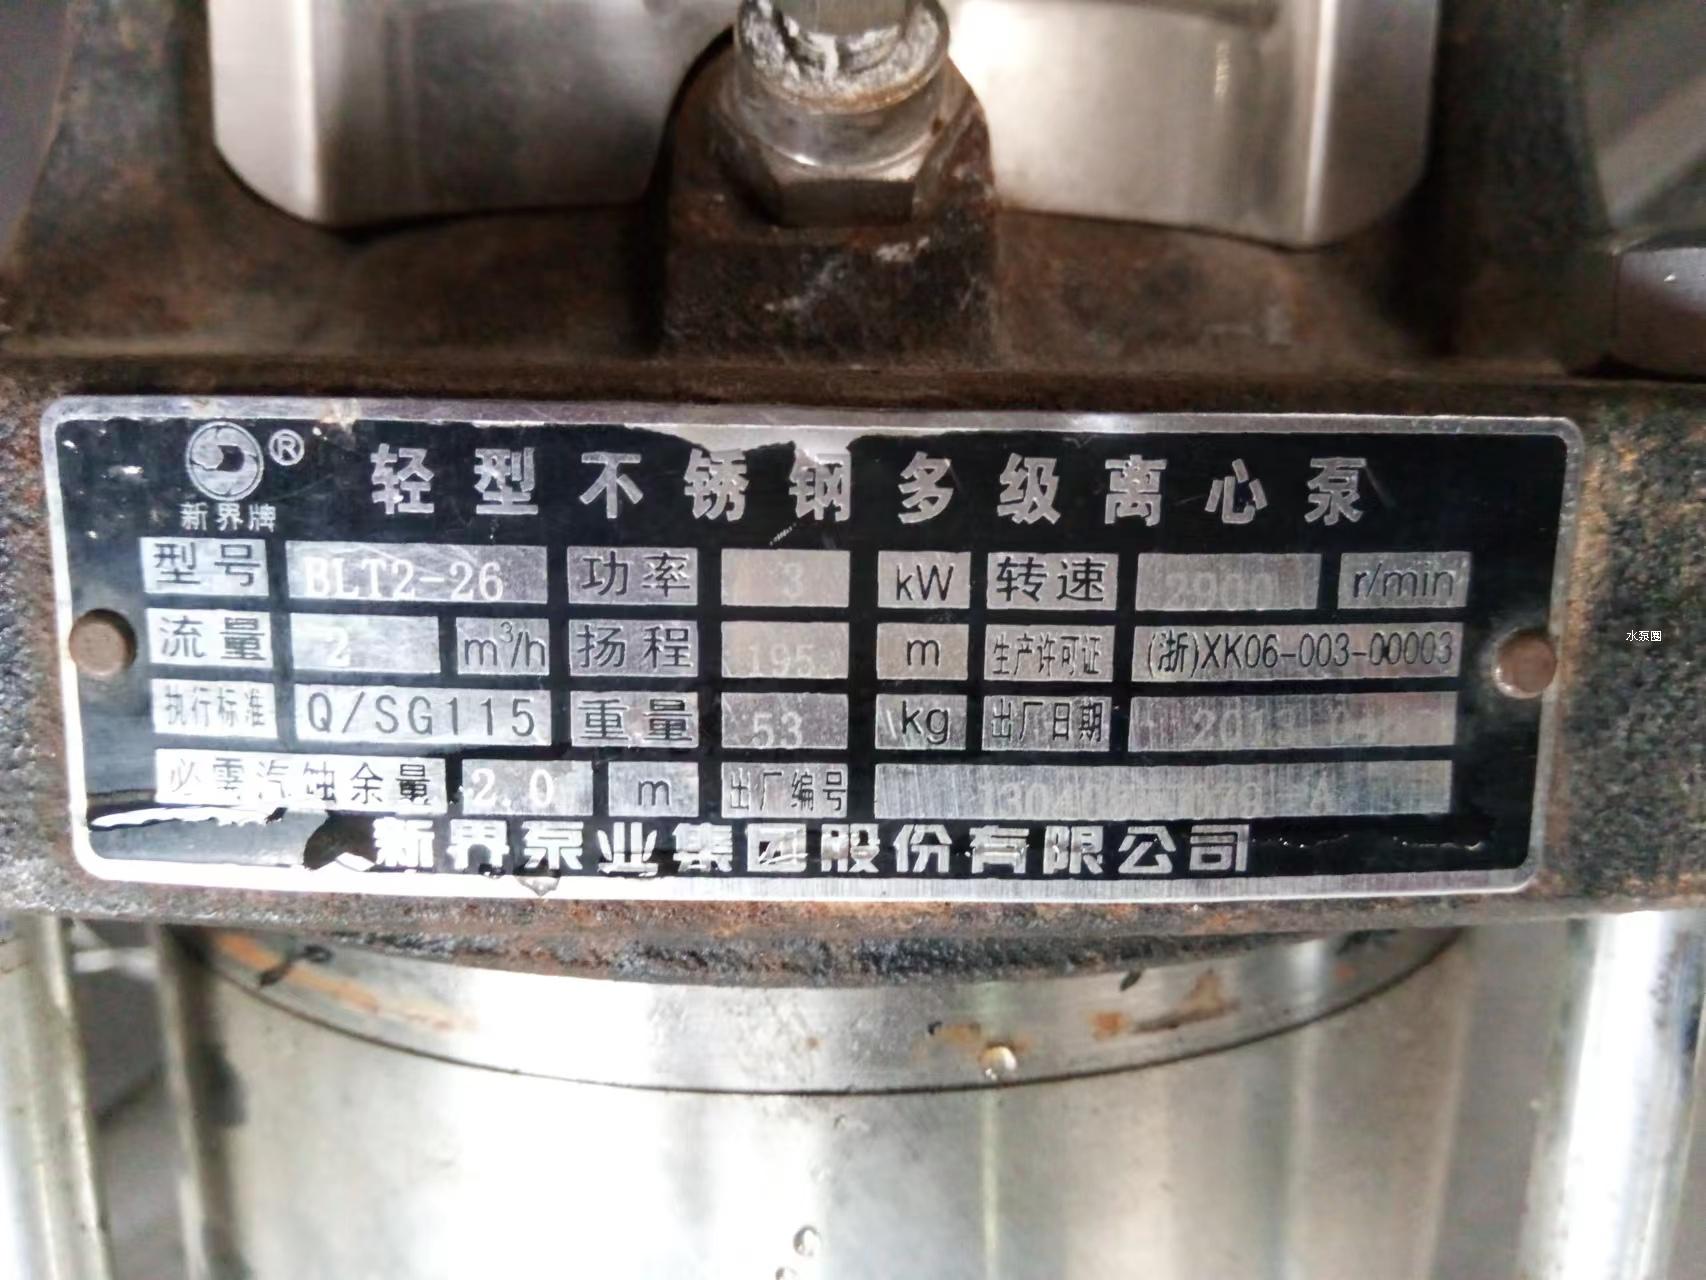 ® 轻型不锈钢多级离心泵
新界牌
型号 BLT2-26 功率 3 kW 转速 2900 r/min
流量 2 m³/h 扬程 195 m 生产许可证 (浙)XK06-003-00003
执行标准 Q/SG115 重量 53 kg 出厂日期 2013
必需汽蚀余量 2.0 m 出厂编号
新界泵业集团股份有限公司
水泵圈